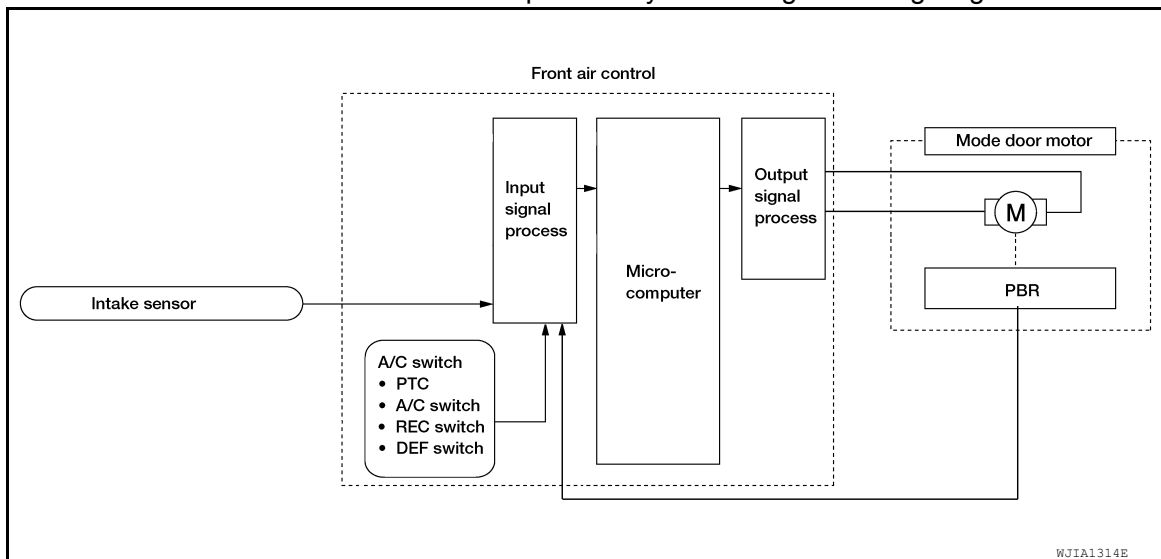 Front air control
Input
signal
process
Micro-
computer
Output
signal
process
Mode door motor
M
PBR
Intake sensor
A/C switch
• PTC
• A/C switch
• REC switch
• DEF switch
WJIA1314E